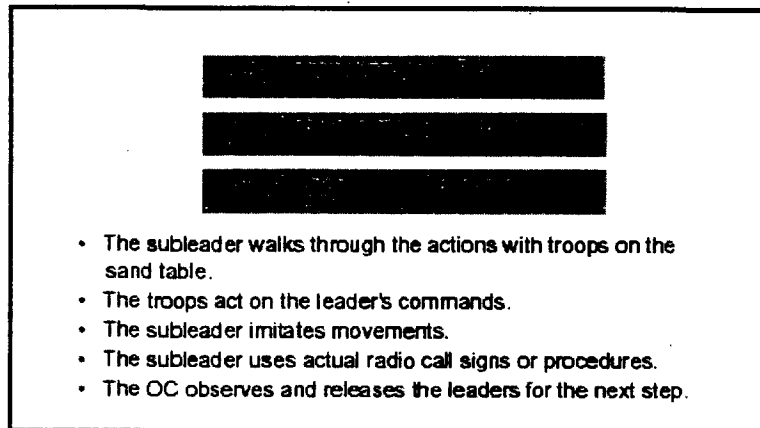 • The subleader walks through the actions with troops on the
sand table.
• The troops act on the leader's commands.
• The subleader imitates movements.
• The subleader uses actual radio call signs or procedures.
• The OC observes and releases the leaders for the next step.